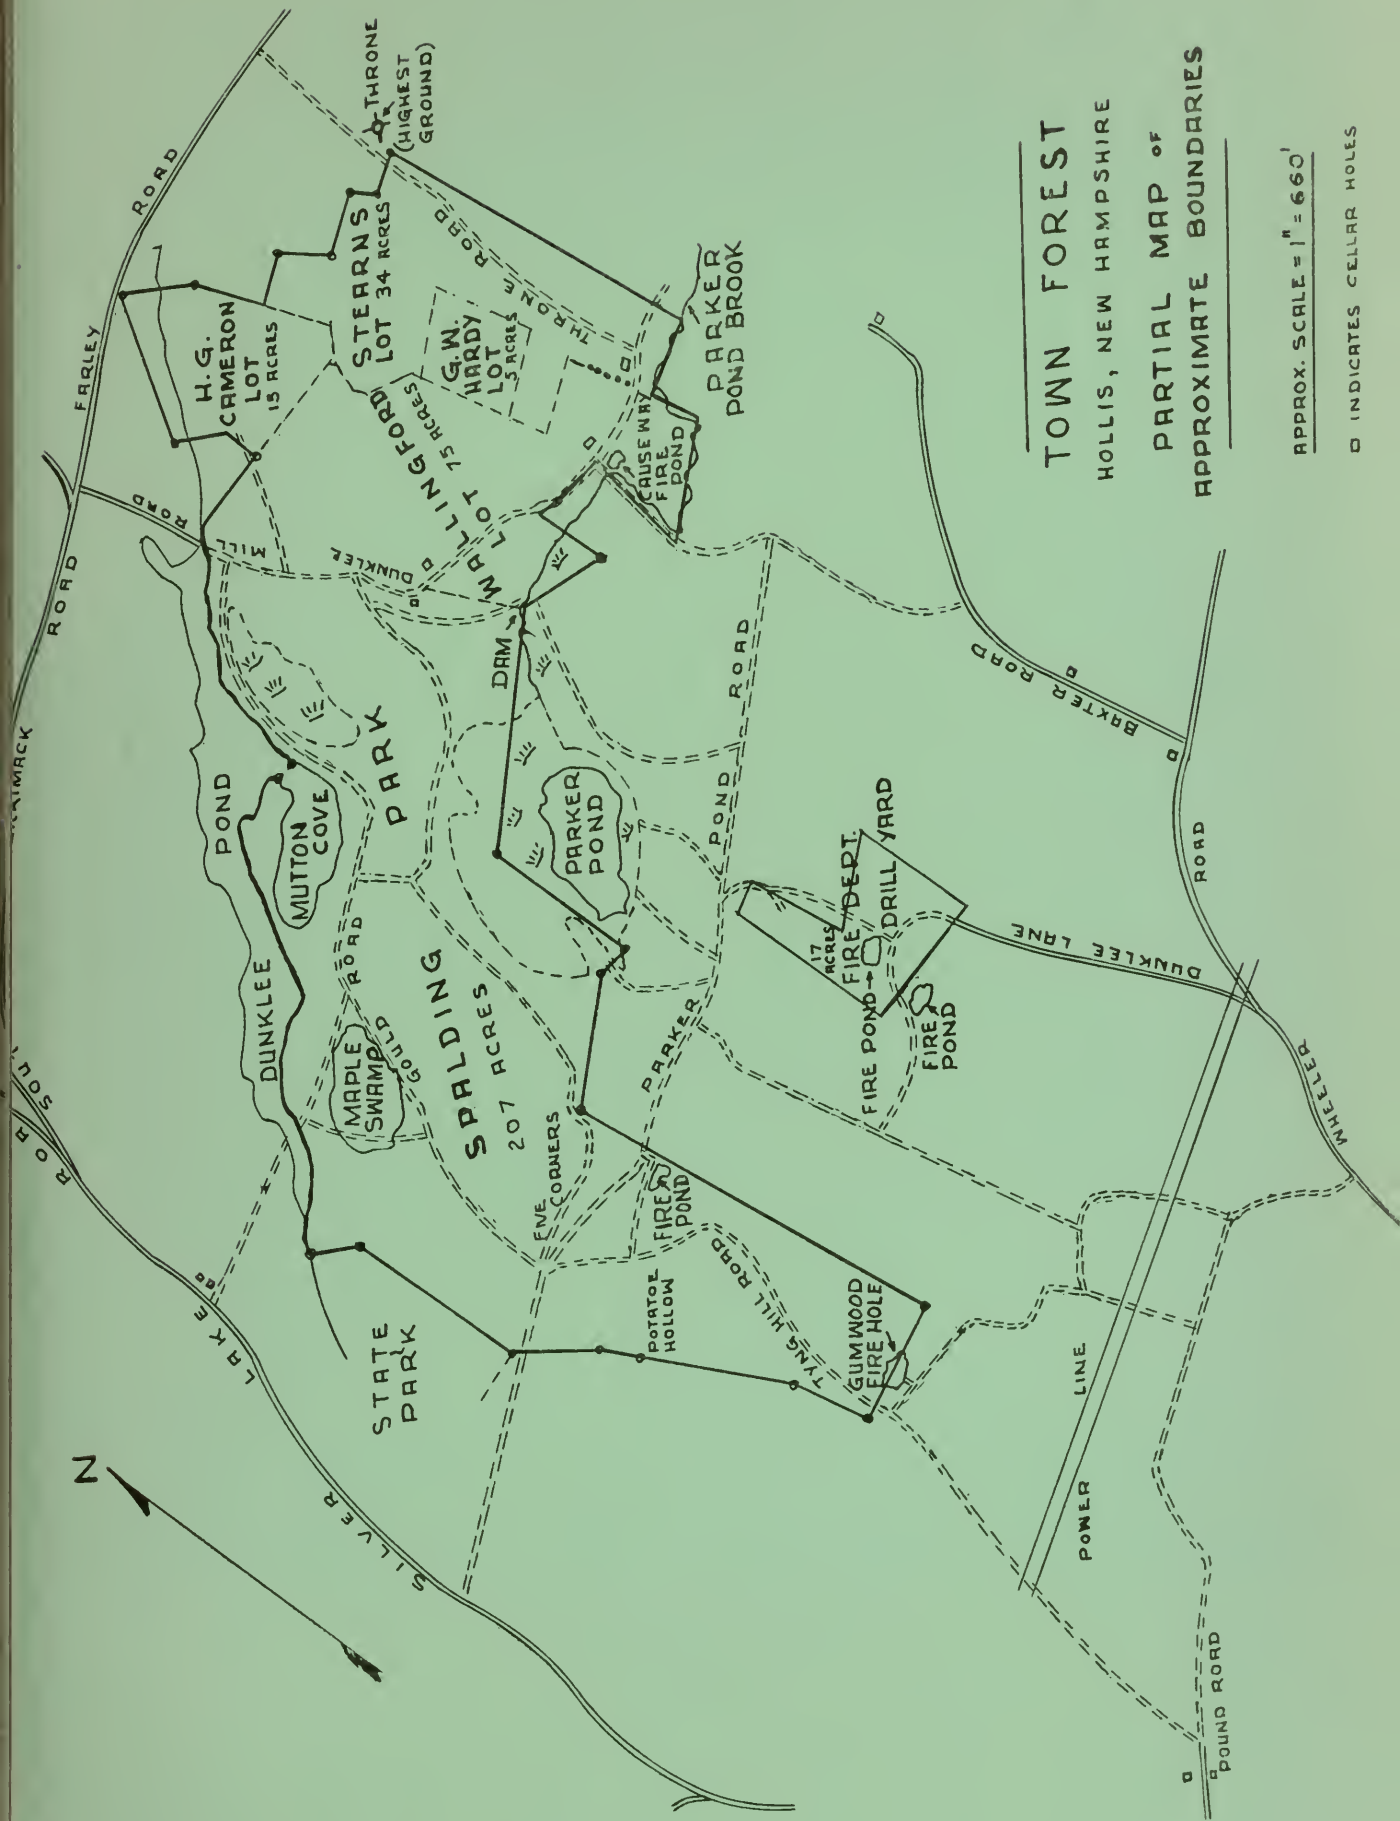 TOWN FOREST
HOLLIS, NEW HAMPSHIRE
PARTIAL MAP OF
APPROXIMATE BOUNDARIES
APPROX. SCALE = 1" = 660'
□ INDICATES CELLAR HOLES
N
STATE
PARK
SILVER
LAKE
ROAD
FARLEY
ROAD
ROAD
THRONE
(HIGHEST
GROUND)
H.G.
CAMERON
LOT
15 ACRES
STEARNS
LOT 34 ACRES
G.W.
HARDY
LOT
5 ACRES
THRONE
ROAD
WALLINGFORD
LOT 75 ACRES
PARKER
POND BROOK
CAUSEWAY
FIRE
POND
DUNKLEE
MILL
ROAD
RD
DAM
DUNKLEE
POND
MUTTON
COVE
MAPLE
SWAMP
GOULD
ROAD
SPALDING
PARK
207 ACRES
PARKER
POND
FIVE
CORNERS
PARKER
POND
ROAD
FIRE
POND
POTATOE
HOLLOW
TYNG HILL ROAD
GUMWOOD
FIRE HOLE
17
ACRES
FIRE DEPT.
DRILL YARD
FIRE POND
FIRE
POND
DUNKLEE LANE
BAXTER ROAD
WHEELER
ROAD
POWER
LINE
POUND ROAD